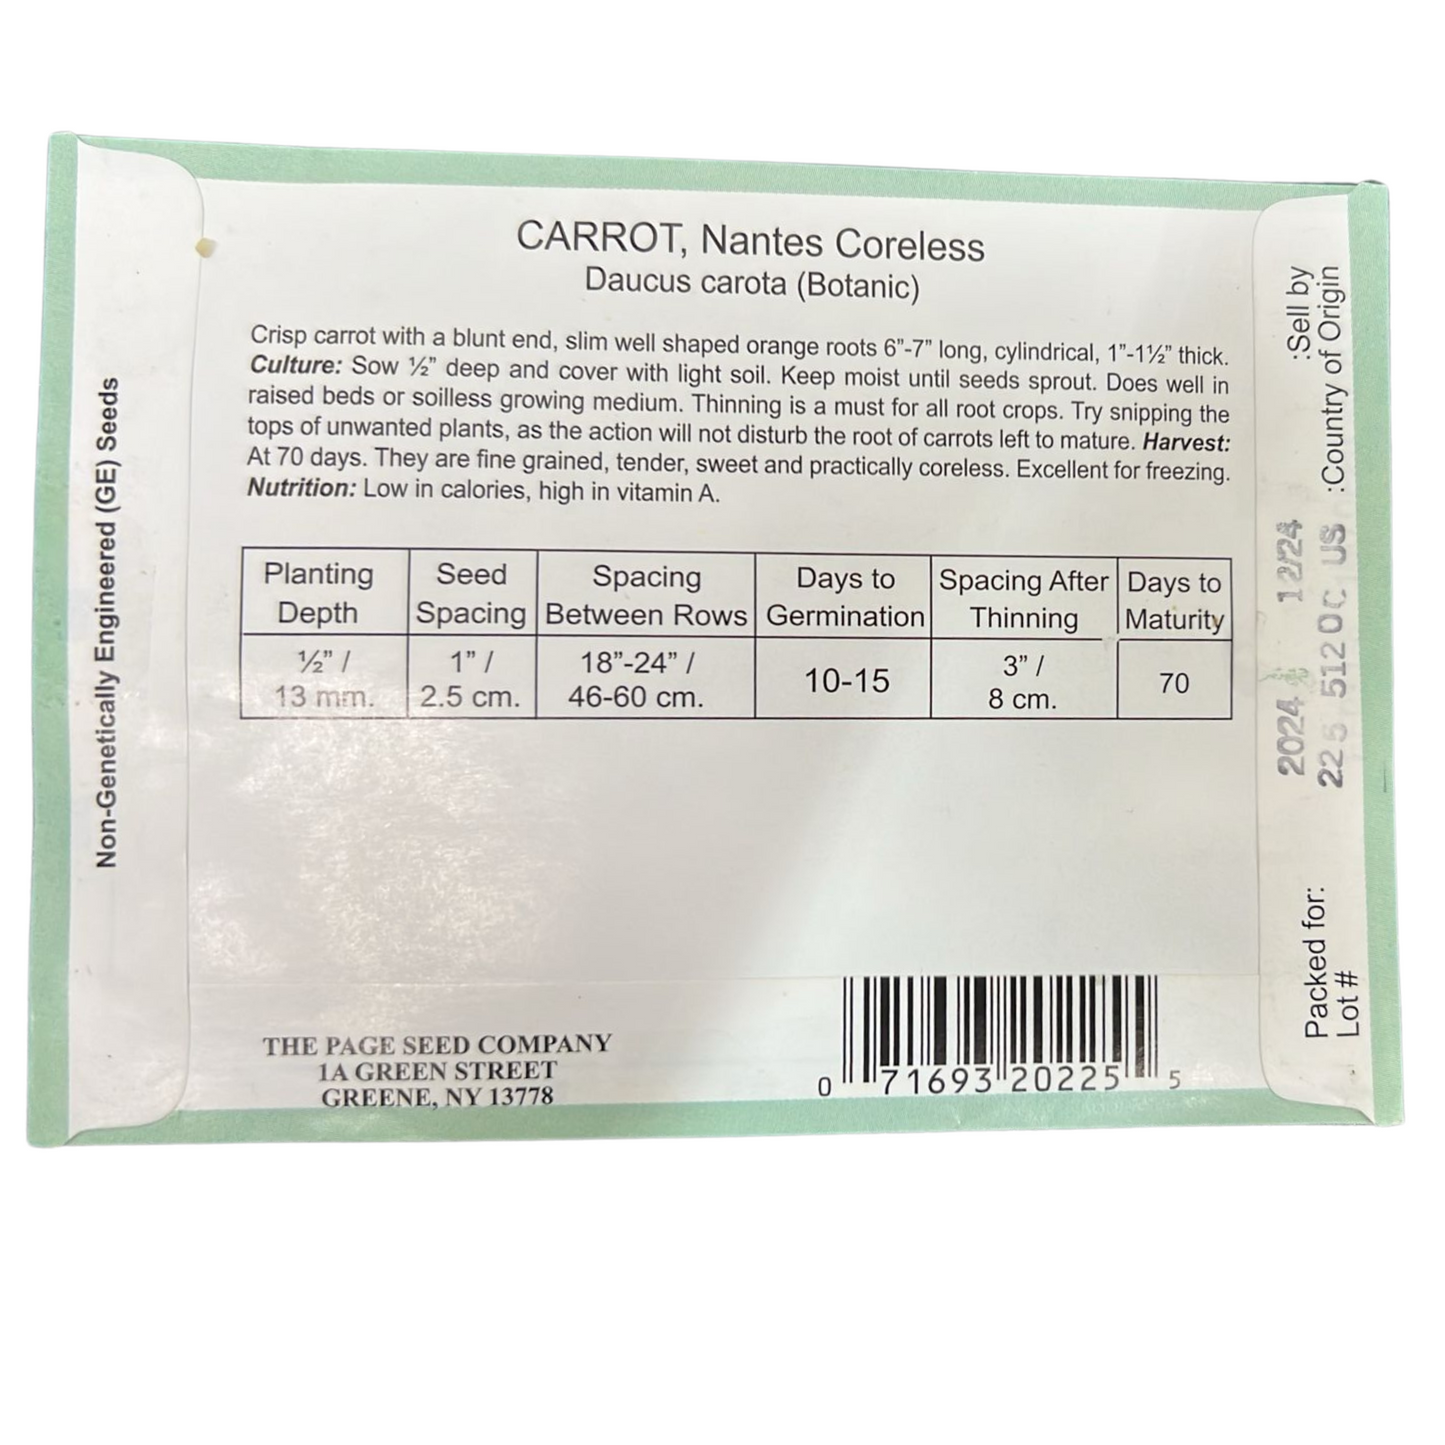 CARROT, Nantes Coreless
Daucus carota (Botanic)
Crisp carrot with a blunt end, slim well shaped orange roots 6”-7” long, cylindrical, 1”-1½” thick.
Culture: Sow ½” deep and cover with light soil. Keep moist until seeds sprout. Does well in
raised beds or soilless growing medium. Thinning is a must for all root crops. Try snipping the
tops of unwanted plants, as the action will not disturb the root of carrots left to mature. Harvest:
At 70 days. They are fine grained, tender, sweet and practically coreless. Excellent for freezing.
Nutrition: Low in calories, high in vitamin A.
Planting Depth
Seed Spacing
Spacing Between Rows
Days to Germination
Spacing After Thinning
Days to Maturity
½” / 13 mm.
1” / 2.5 cm.
18”-24” / 46-60 cm.
10-15
3” / 8 cm.
70
THE PAGE SEED COMPANY
1A GREEN STREET
GREENE, NY 13778
0 71693 20225 5
Non-Genetically Engineered (GE) Seeds
Packed for: 2024 12/24 :Sell by
Lot # 225 5120C US :Country of Origin